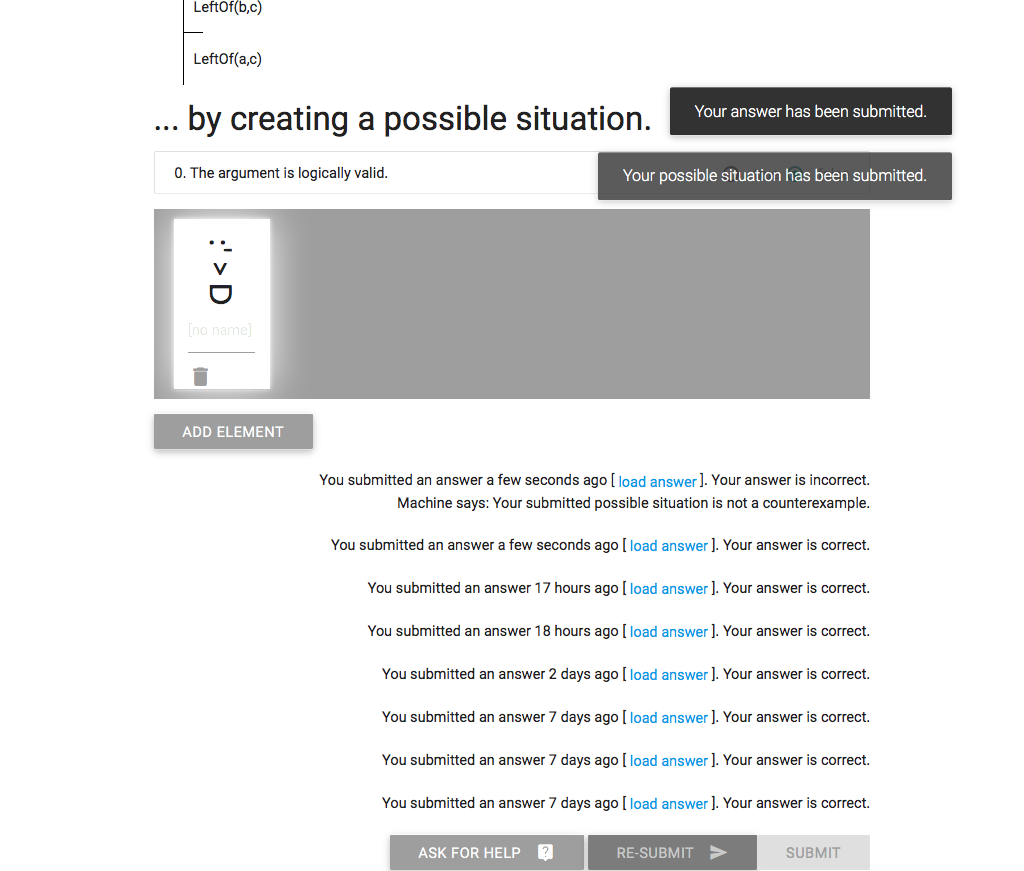 LeftOf(b,c)
LeftOf(a,c)
... by creating a possible situation.
Your answer has been submitted.
0. The argument is logically valid.
Your possible situation has been submitted.
[no name]
ADD ELEMENT
You submitted an answer a few seconds ago [ load answer ]. Your answer is incorrect.
Machine says: Your submitted possible situation is not a counterexample.
You submitted an answer a few seconds ago [ load answer ]. Your answer is correct.
You submitted an answer 17 hours ago [ load answer ]. Your answer is correct.
You submitted an answer 18 hours ago [ load answer ]. Your answer is correct.
You submitted an answer 2 days ago [ load answer ]. Your answer is correct.
You submitted an answer 7 days ago [ load answer ]. Your answer is correct.
You submitted an answer 7 days ago [ load answer ]. Your answer is correct.
You submitted an answer 7 days ago [ load answer ]. Your answer is correct.
ASK FOR HELP ?
RE-SUBMIT
SUBMIT